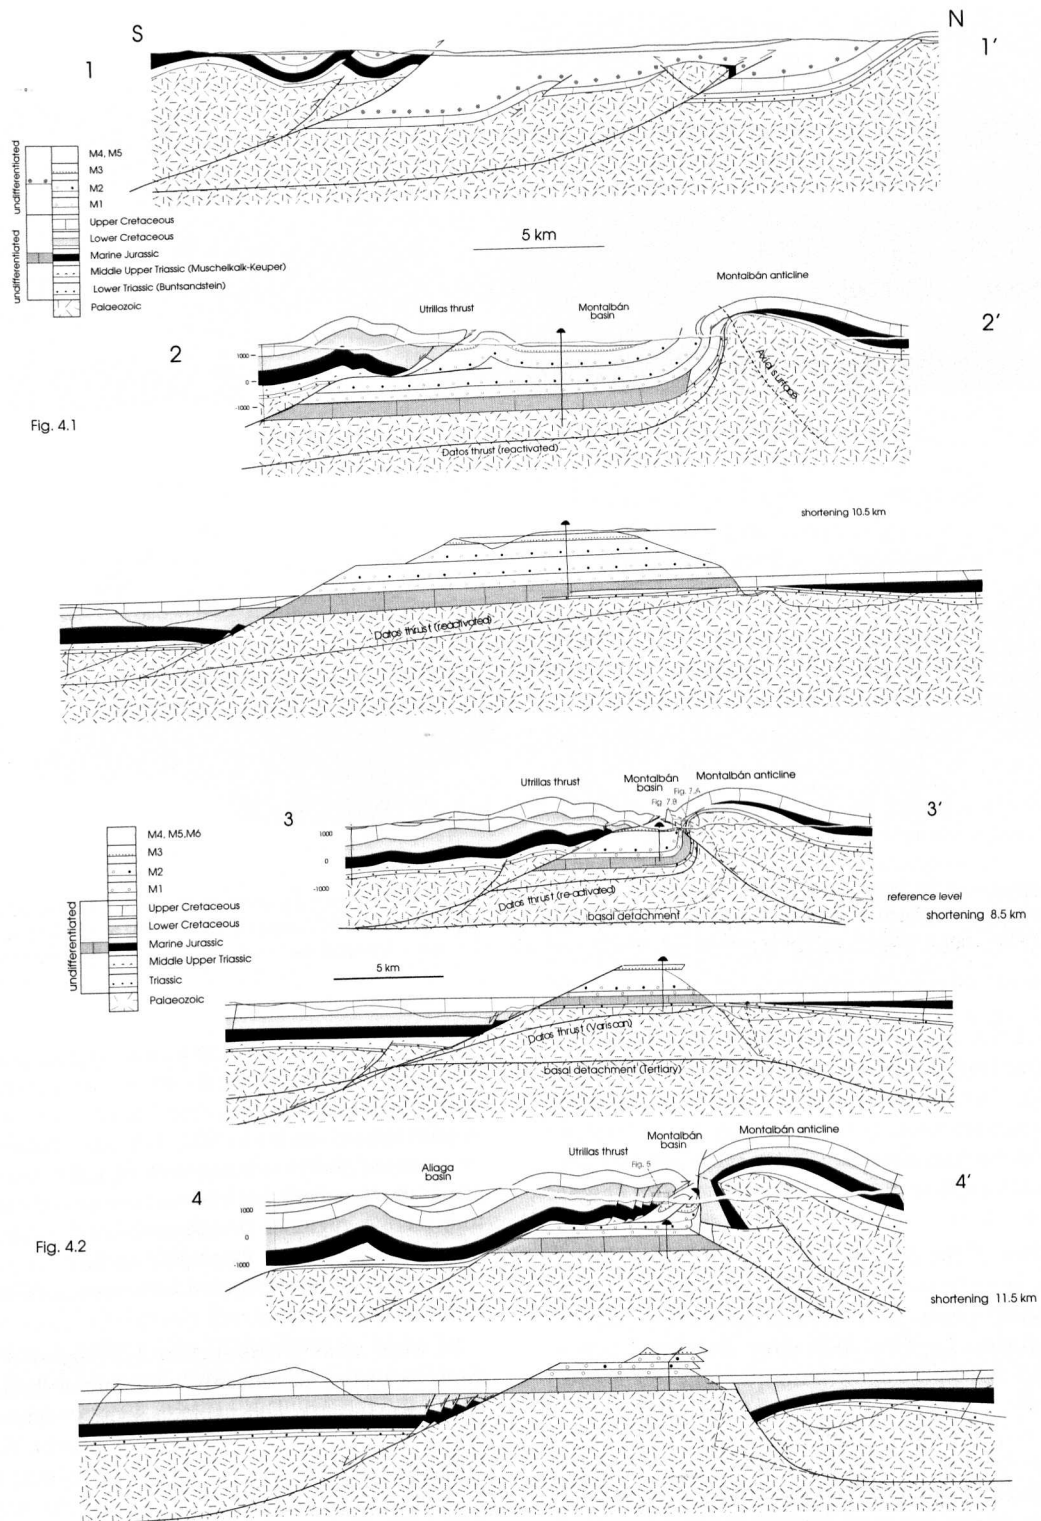 S
N
1
1'
undifferentiated
M4, M5
M3
M2
M1
undifferentiated
Upper Cretaceous
Lower Cretaceous
Marine Jurassic
Middle Upper Triassic (Muschelkalk-Keuper)
Lower Triassic (Buntsandstein)
Palaeozoic
5 km
Utrillas thrust
Montalbán
basin
Montalbán anticline
2
2'
1000
0
-1000
Axial surface
Datos thrust (reactivated)
Fig. 4.1
shortening 10.5 km
Datos thrust (reactivated)
Utrillas thrust
Montalbán
basin
Montalbán anticline
Fig. 7.B
Fig. 7.A
3
3'
1000
0
-1000
Datos thrust (re-activated)
basal detachment
reference level
shortening 8.5 km
M4, M5,M6
M3
M2
M1
undifferentiated
Upper Cretaceous
Lower Cretaceous
Marine Jurassic
Middle Upper Triassic
Triassic
Palaeozoic
5 km
Datos thrust (Variscan)
basal detachment (Tertiary)
Aliaga
basin
Utrillas thrust
Montalbán
basin
Montalbán anticline
Fig. 5
4
4'
1000
0
-1000
Fig. 4.2
shortening 11.5 km